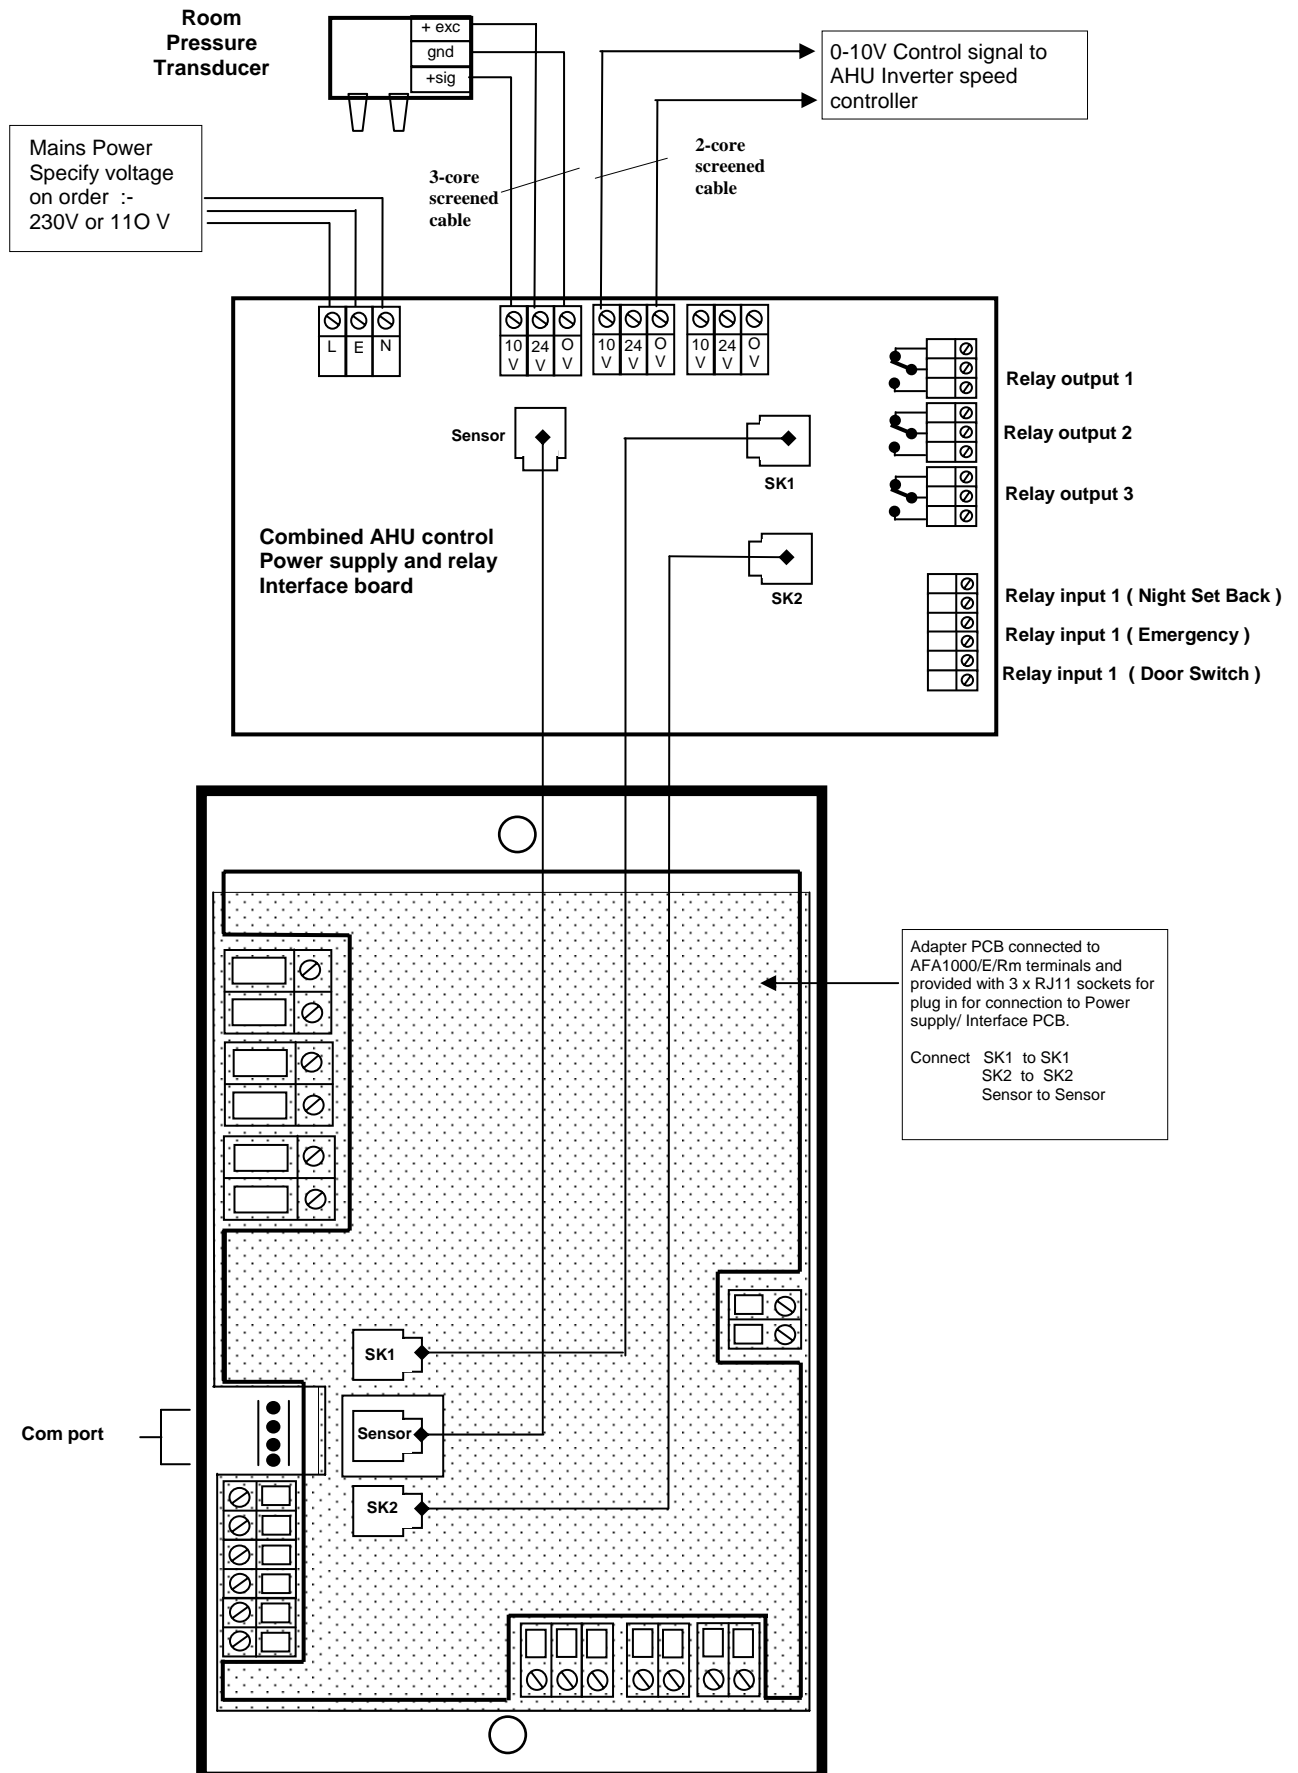 Room
Pressure
Transducer
+ exc
gnd
+sig
0-10V Control signal to
AHU Inverter speed
controller
Mains Power
Specify voltage
on order :-
230V or 11O V
3-core
screened
cable
2-core
screened
cable
L E N
10 24 O
V V V
10 24 O
V V V
10 24 O
V V V
Relay output 1
Relay output 2
Relay output 3
Sensor
SK1
SK2
Combined AHU control
Power supply and relay
Interface board
Relay input 1 ( Night Set Back )
Relay input 1 ( Emergency )
Relay input 1 ( Door Switch )
Adapter PCB connected to
AFA1000/E/Rm terminals and
provided with 3 x RJ11 sockets for
plug in for connection to Power
supply/ Interface PCB.
Connect SK1 to SK1
SK2 to SK2
Sensor to Sensor
SK1
Sensor
SK2
Com port